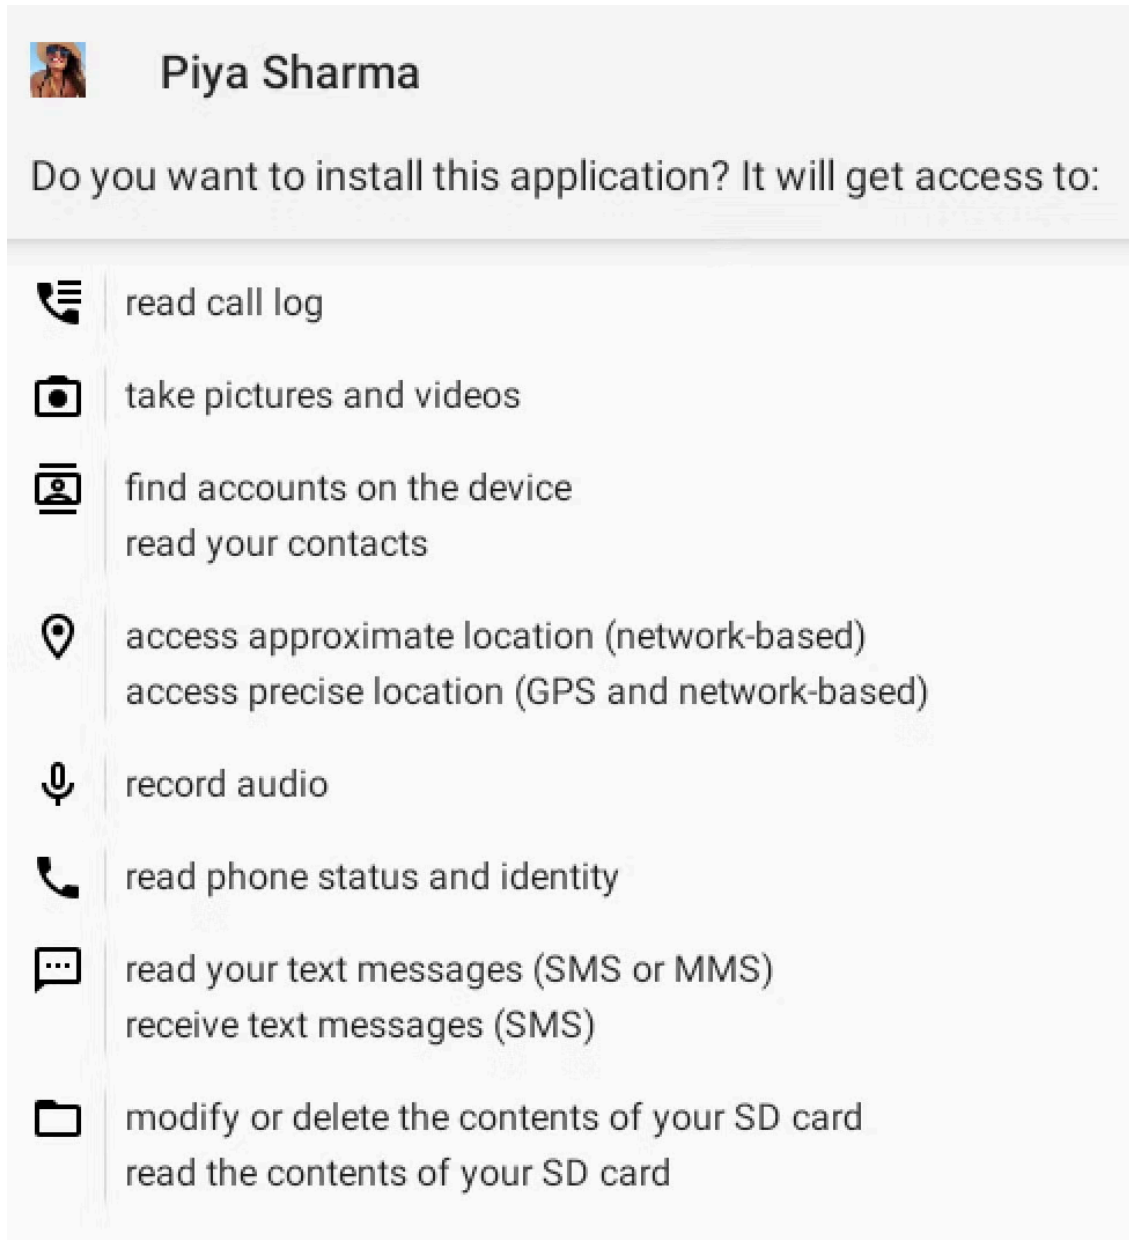 Piya Sharma
Do you want to install this application? It will get access to:
read call log
take pictures and videos
find accounts on the device
read your contacts
access approximate location (network-based)
access precise location (GPS and network-based)
record audio
read phone status and identity
read your text messages (SMS or MMS)
receive text messages (SMS)
modify or delete the contents of your SD card
read the contents of your SD card